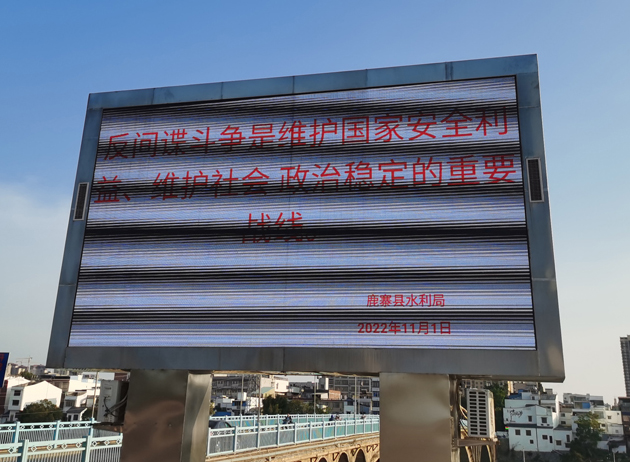 反间谍斗争是维护国家安全利
益、维护社会 政治稳定的重要
战线。
鹿寨县水利局
2022年11月1日